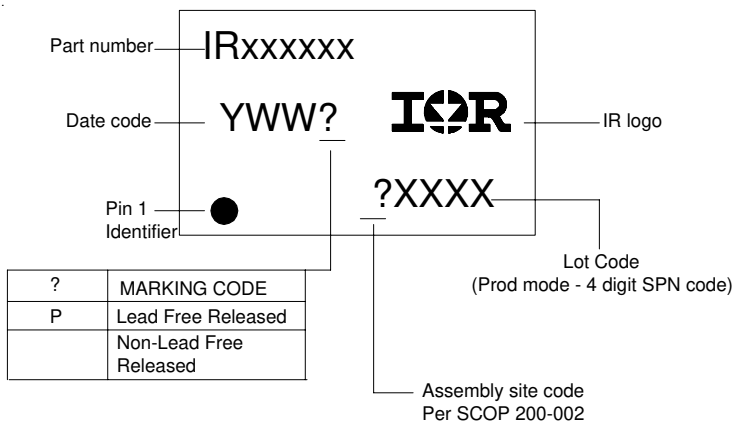 Part number
IRxxxxxx
Date code
YWW?
IOR
IR logo
?XXXX
Pin 1
Identifier
Lot Code
(Prod mode - 4 digit SPN code)
? MARKING CODE
P Lead Free Released
Non-Lead Free
Released
Assembly site code
Per SCOP 200-002